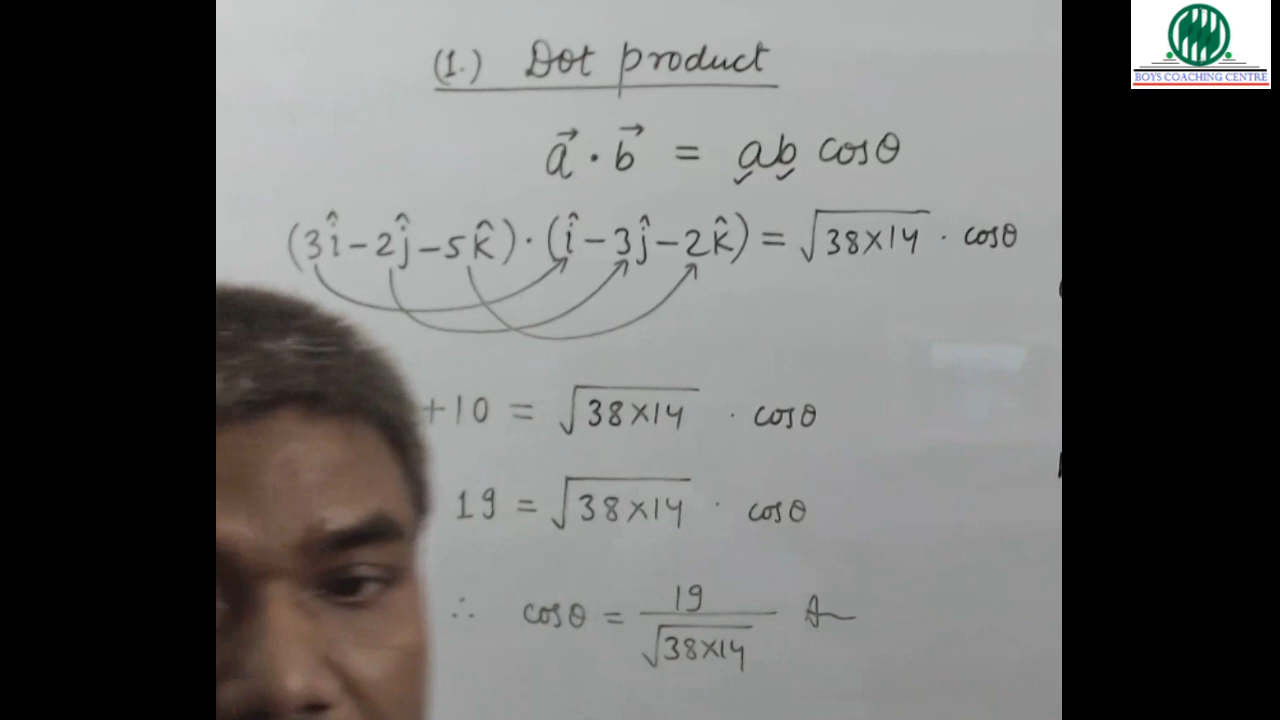 (1.) Dot product
a⃗ · b⃗ = ab cosθ
(3î - 2ĵ - 5k̂) · (î - 3ĵ - 2k̂) = √38×14 · cosθ
+10 = √38×14 · cosθ
19 = √38×14 · cosθ
∴ cosθ = 19/√38×14
BOYS COACHING CENTRE